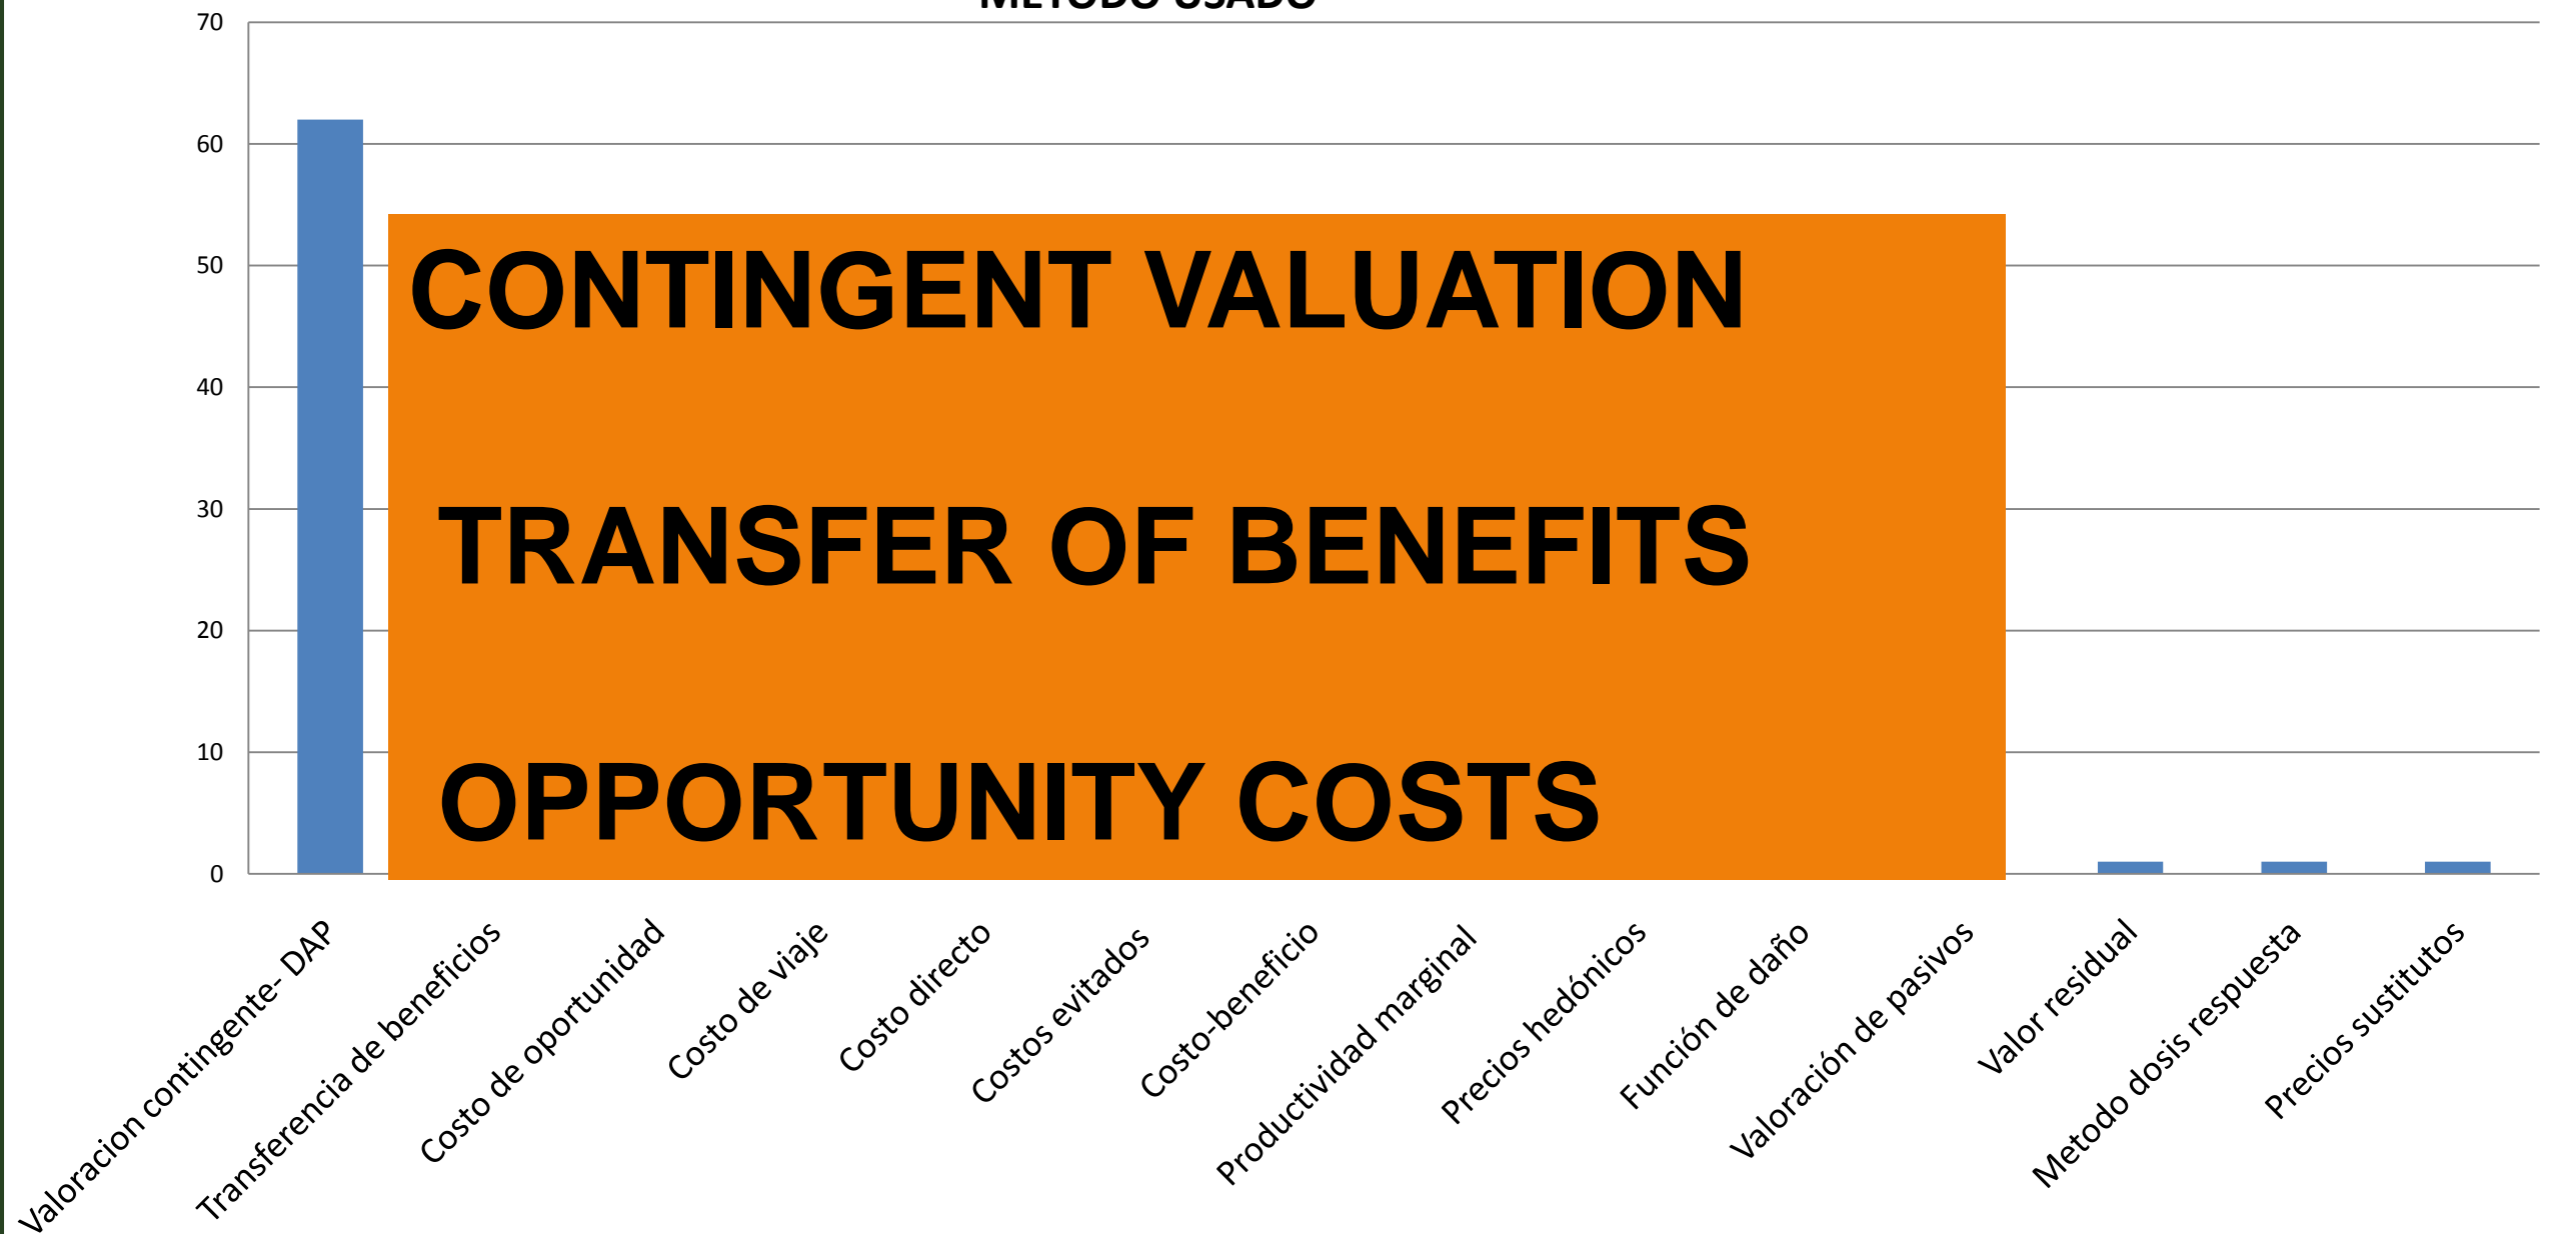 METODO USADO
70
60
50
40
30
20
10
0
CONTINGENT VALUATION
TRANSFER OF BENEFITS
OPPORTUNITY COSTS
Valoracion contingente- DAP
Transferencia de beneficios
Costo de oportunidad
Costo de viaje
Costo directo
Costos evitados
Costo-beneficio
Productividad marginal
Precios hedónicos
Función de daño
Valoración de pasivos
Valor residual
Metodo dosis respuesta
Precios sustitutos